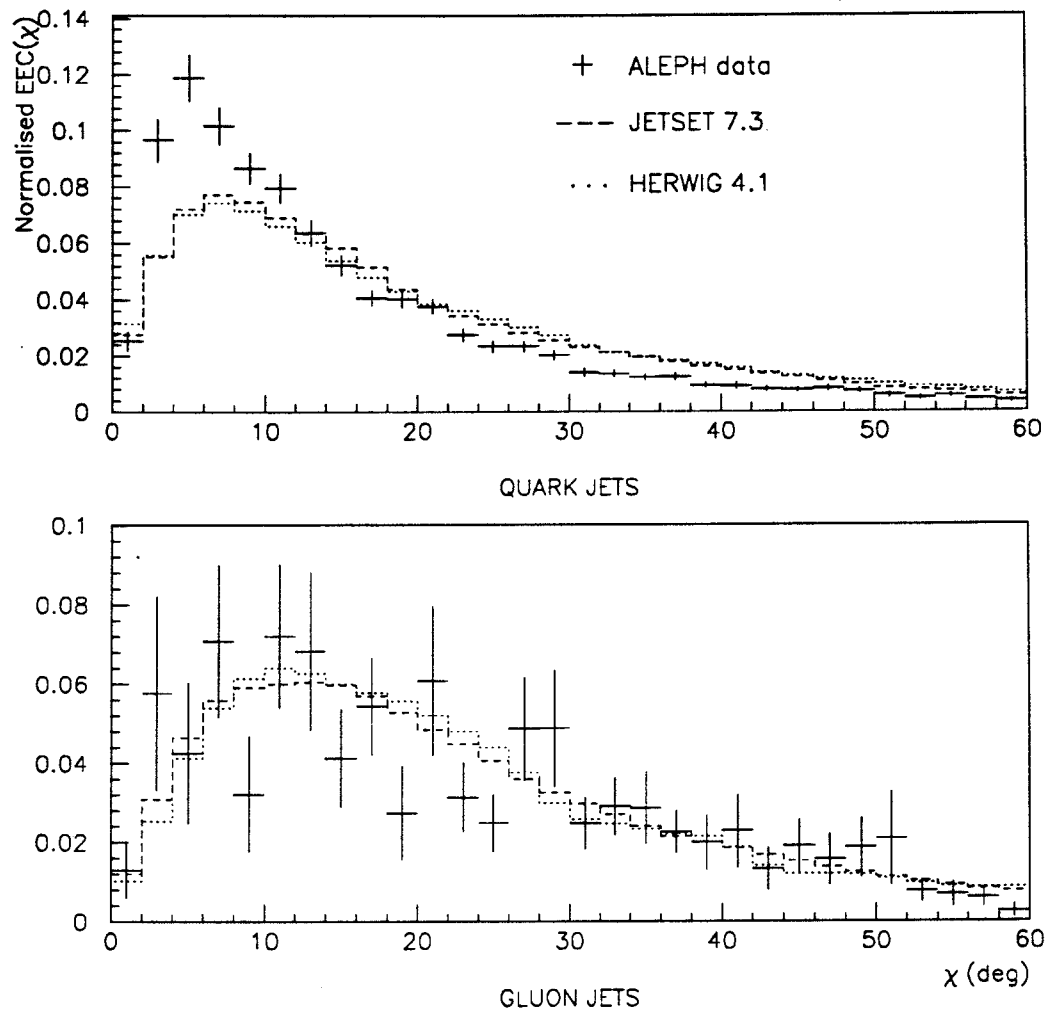 Normalised EEC(χ)
0.14
0.12
0.1
0.08
0.06
0.04
0.02
0
ALEPH data
JETSET 7.3
HERWIG 4.1
0 10 20 30 40 50 60
QUARK JETS
0.1
0.08
0.06
0.04
0.02
0
0 10 20 30 40 50 60
χ (deg)
GLUON JETS